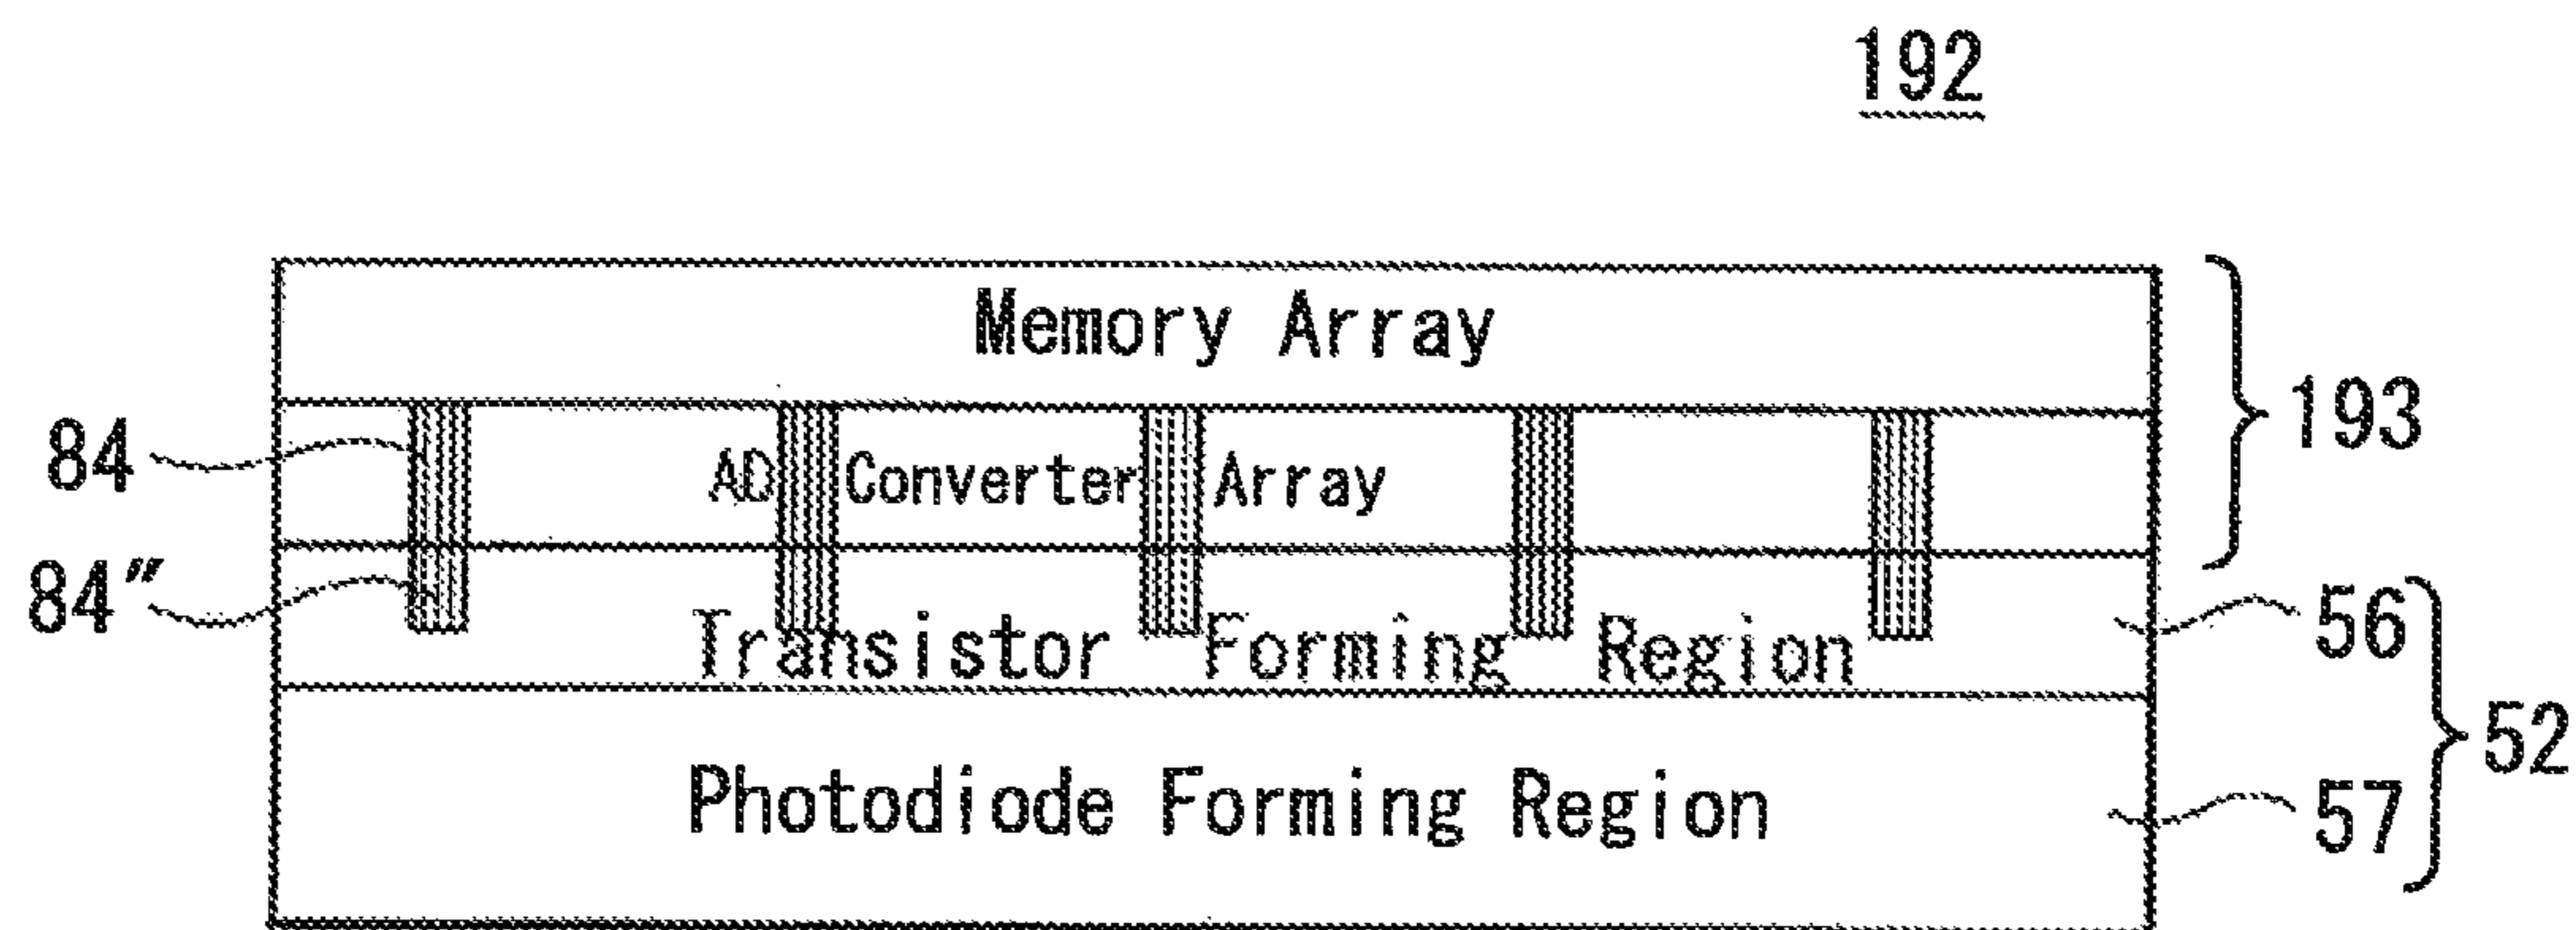 192
Memory Array
193
84
AD Converter Array
84″
Transistor Forming Region
56
52
Photodiode Forming Region
57